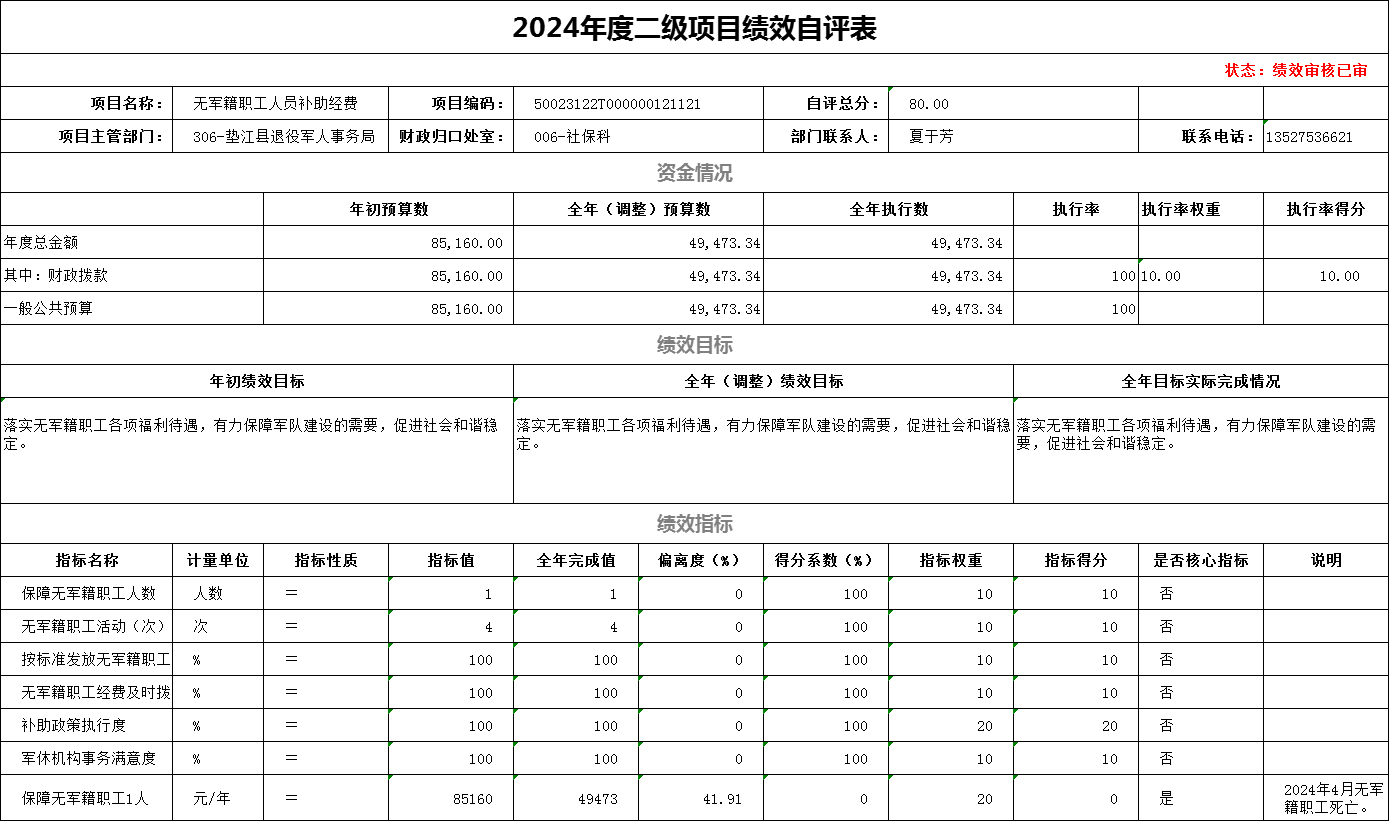 2024年度二级项目绩效自评表
状态：绩效审核已审
项目名称： 无军籍职工人员补助经费 项目编码： 50023122T000000121121 自评总分： 80.00
项目主管部门： 306-垫江县退役军人事务局 财政归口处室： 006-社保科 部门联系人： 夏于芳 联系电话： 13527536621
资金情况
年初预算数 全年（调整）预算数 全年执行数 执行率 执行率权重 执行率得分
年度总金额 85,160.00 49,473.34 49,473.34
其中：财政拨款 85,160.00 49,473.34 49,473.34 100 10.00 10.00
一般公共预算 85,160.00 49,473.34 49,473.34 100
绩效目标
年初绩效目标 全年（调整）绩效目标 全年目标实际完成情况
落实无军籍职工各项福利待遇，有力保障军队建设的需要，促进社会和谐稳
定。
落实无军籍职工各项福利待遇，有力保障军队建设的需要，促进社会和谐稳
定。
落实无军籍职工各项福利待遇，有力保障军队建设的需
要，促进社会和谐稳定。
绩效指标
指标名称 计量单位 指标性质 指标值 全年完成值 偏离度（%） 得分系数（%） 指标权重 指标得分 是否核心指标 说明
保障无军籍职工人数 人数 ＝ 1 1 0 100 10 10 否
无军籍职工活动（次） 次 ＝ 4 4 0 100 10 10 否
按标准发放无军籍职工 % ＝ 100 100 0 100 10 10 否
无军籍职工经费及时拨 % ＝ 100 100 0 100 10 10 否
补助政策执行度 % ＝ 100 100 0 100 20 20 否
军休机构事务满意度 % ＝ 100 100 0 100 10 10 否
保障无军籍职工1人 元/年 ＝ 85160 49473 41.91 0 20 0 是 2024年4月无军
籍职工死亡。